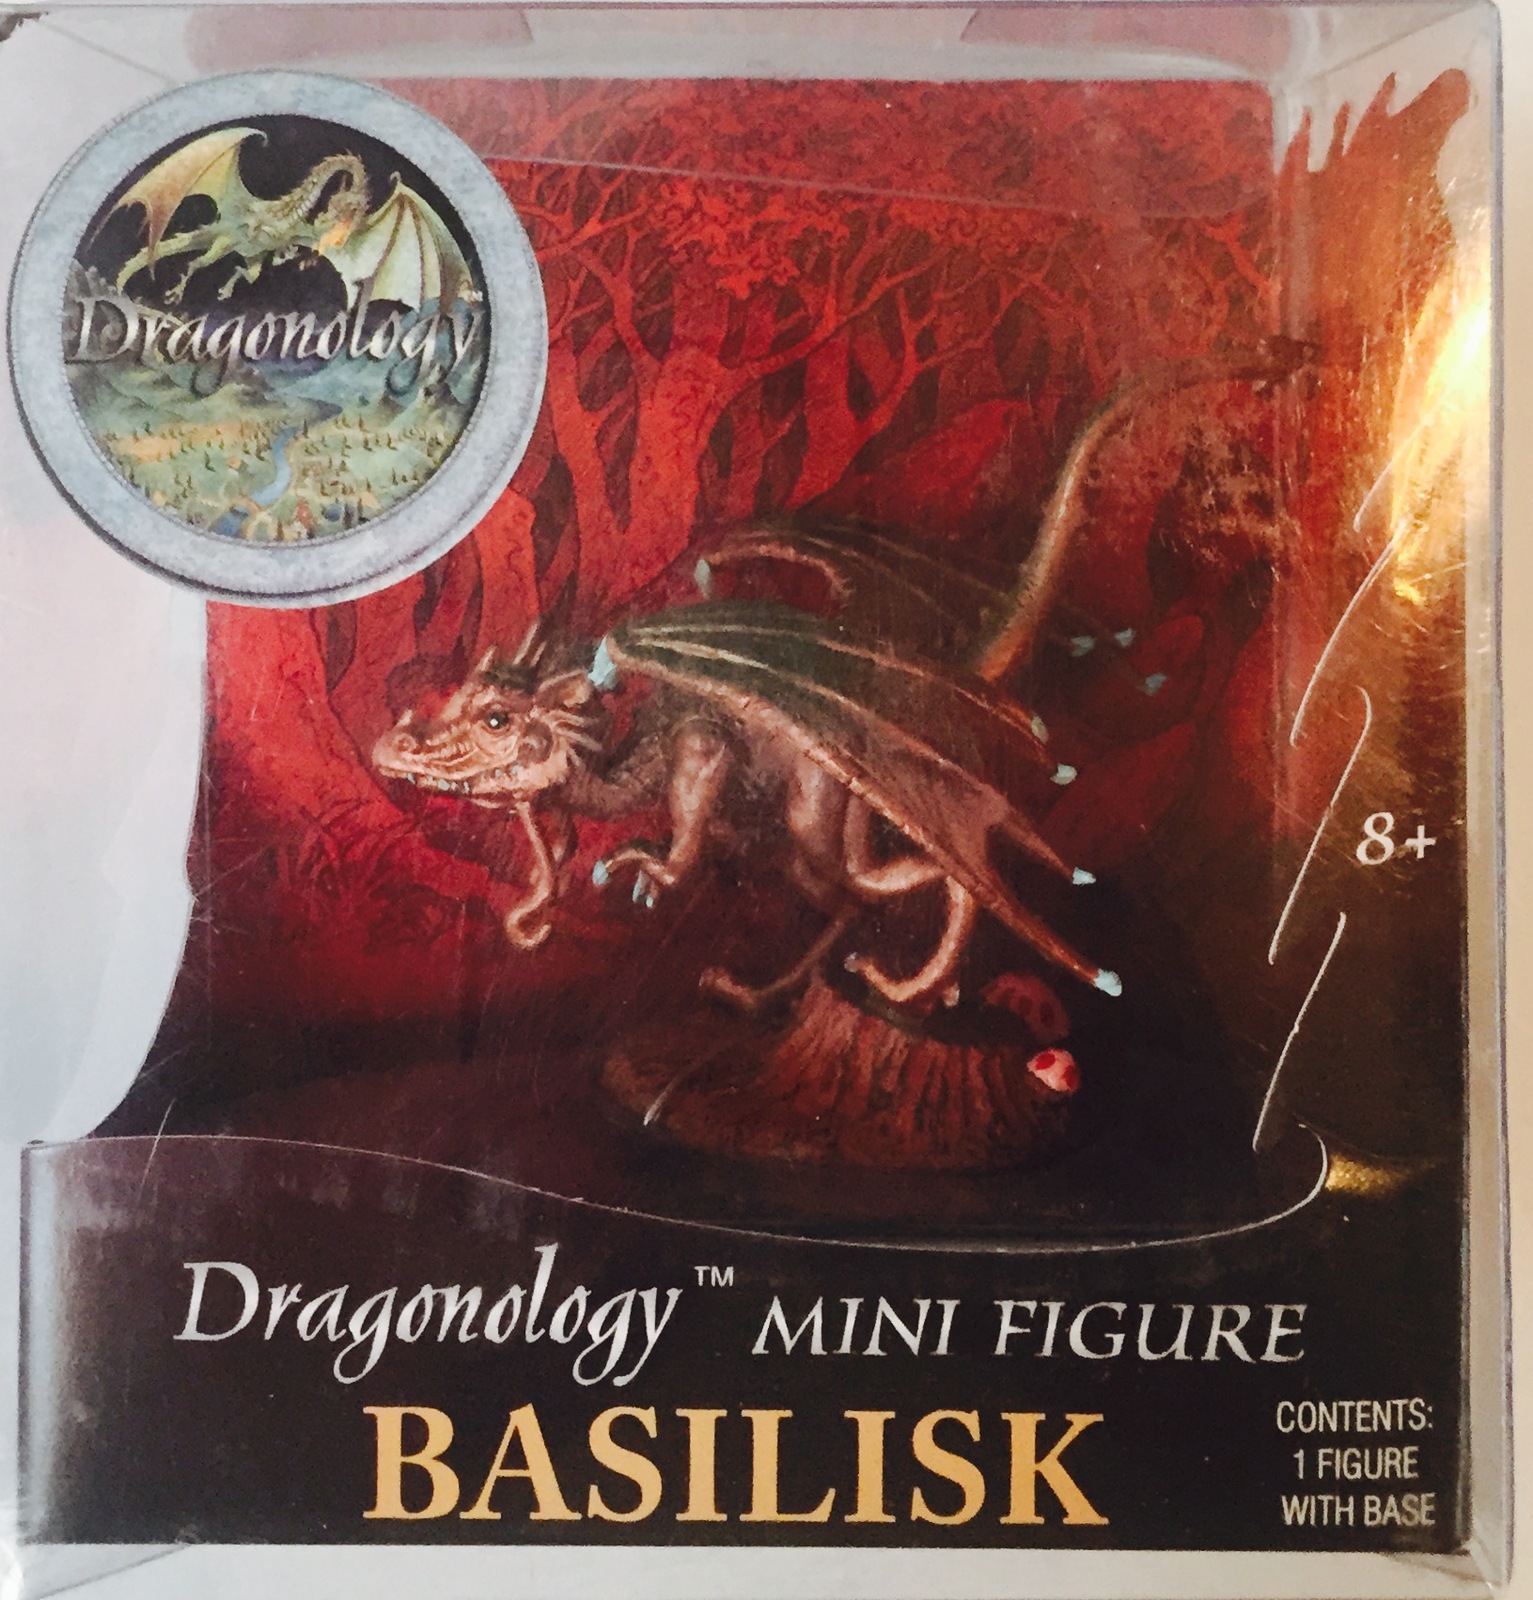 Dragonology
8+
Dragonology™ MINI FIGURE
BASILISK
CONTENTS:
1 FIGURE
WITH BASE